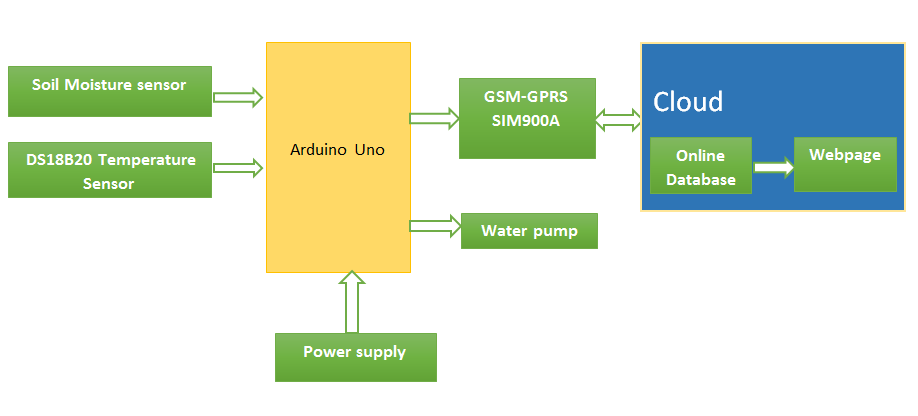 Soil Moisture sensor
DS18B20 Temperature
Sensor
Arduino Uno
GSM-GPRS
SIM900A
Water pump
Power supply
Cloud
Online
Database
Webpage